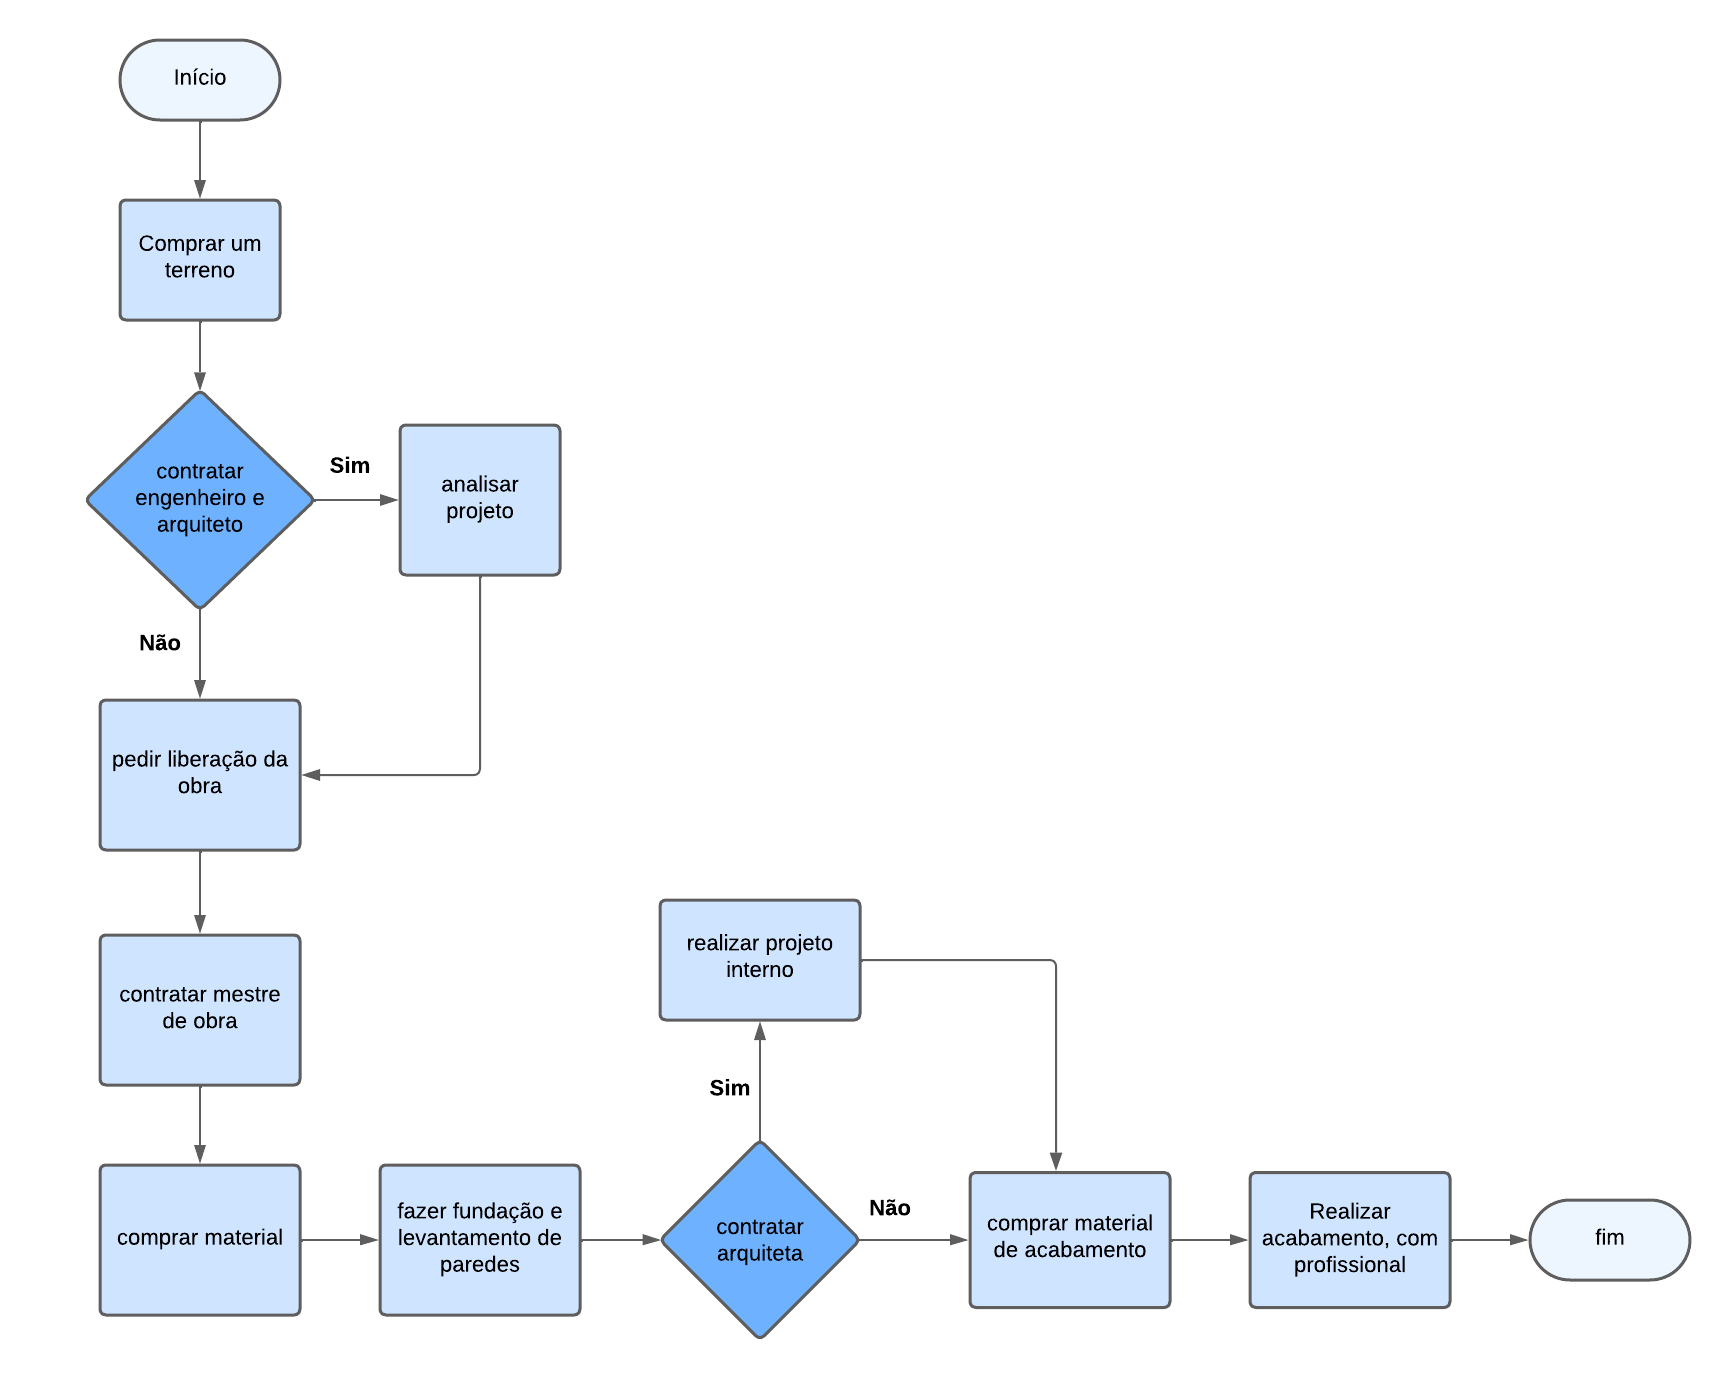 Início
Comprar um
terreno
contratar
engenheiro e
arquiteto
Sim
analisar
projeto
Não
pedir liberação da
obra
contratar mestre
de obra
comprar material
fazer fundação e
levantamento de
paredes
contratar
arquiteta
Sim
realizar projeto
interno
Não
comprar material
de acabamento
Realizar
acabamento, com
profissional
fim